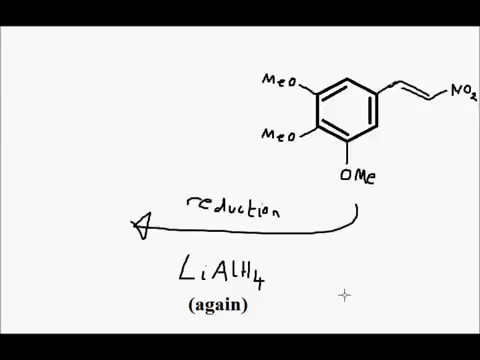 MeO
NO2
MeO
OMe
reduction
LiAlH4
(again)